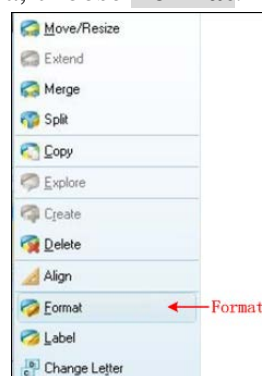 Move/Resize
Extend
Merge
Split
Copy
Explore
Create
Delete
Align
Format
Format
Label
Change Letter